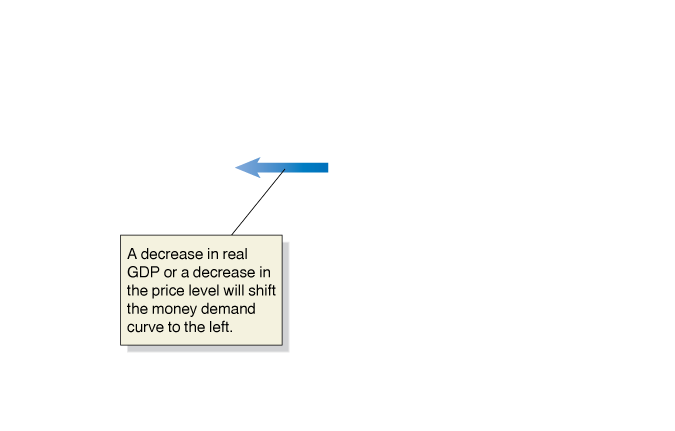 A decrease in real
GDP or a decrease in
the price level will shift
the money demand
curve to the left.